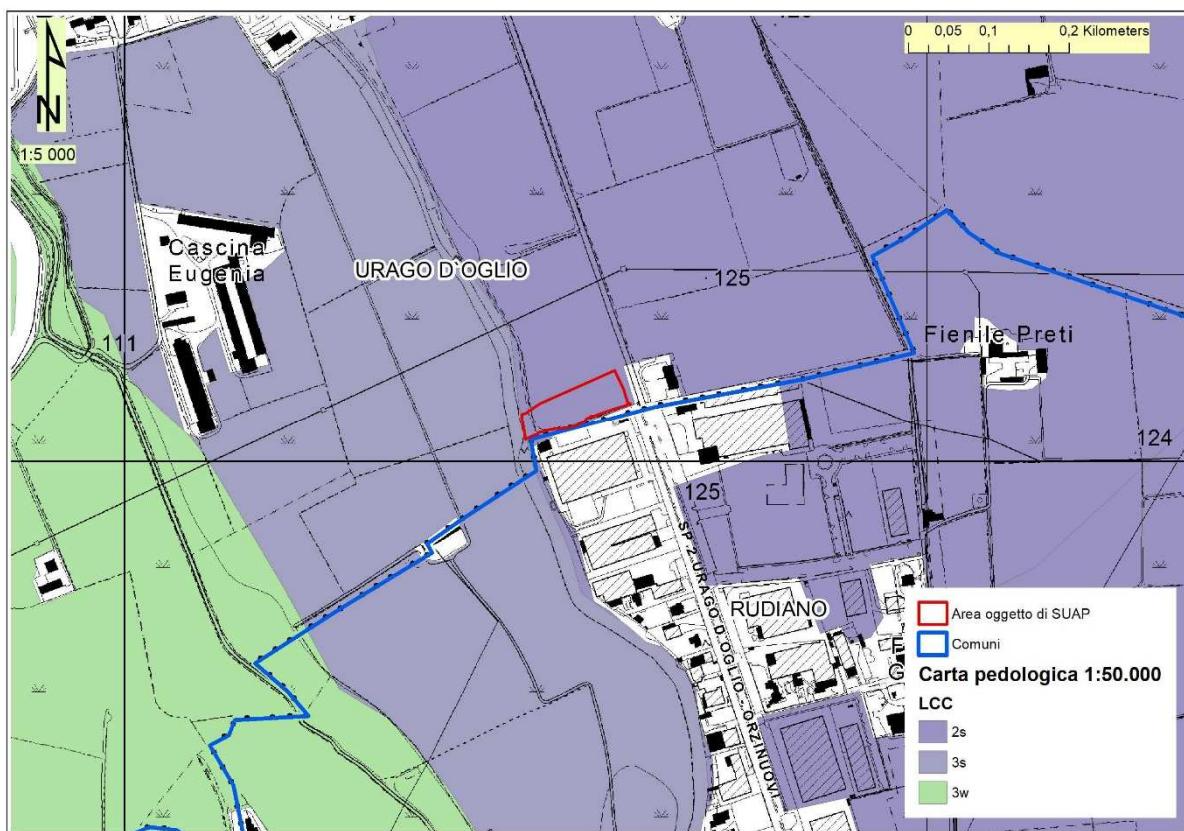 0 0,05 0,1 0,2 Kilometers
N
1:5 000
Cascina
Eugenia
URAGO D`OGLIO
125
111
Fienile Preti
124
125
SP 2 URAGO D`OGLIO - ORZINUOVI
RUDIANO
Area oggetto di SUAP
Comuni
Carta pedologica 1:50.000
LCC
2s
3s
3w